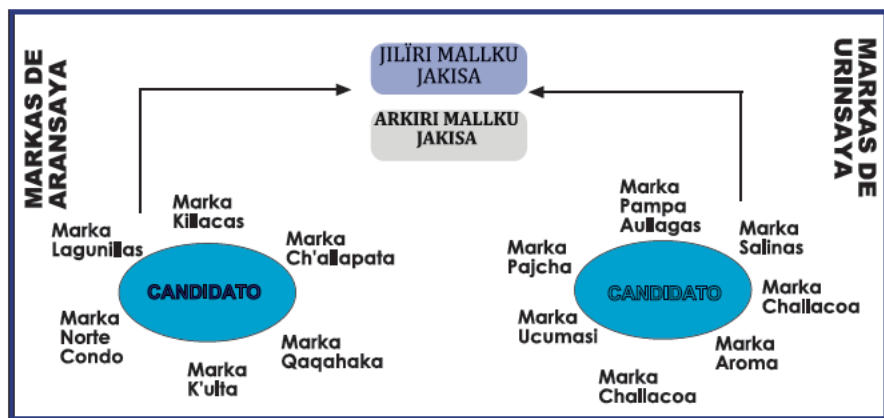 MARKAS DE
ARANSAYA
JILÏRI MALLKU
JAKISA
ARKIRI MALLKU
JAKISA
MARKAS DE
URINSAYA
Marka
Killacas
Marka
Lagunillas
Marka
Ch'allapata
CANDIDATO
Marka
Norte
Condo
Marka
Qaqahaka
Marka
K'ulta
Marka
Pampa
Aullagas
Marka
Salinas
Marka
Pajcha
CANDIDATO
Marka
Challacoa
Marka
Ucumasi
Marka
Aroma
Marka
Challacoa